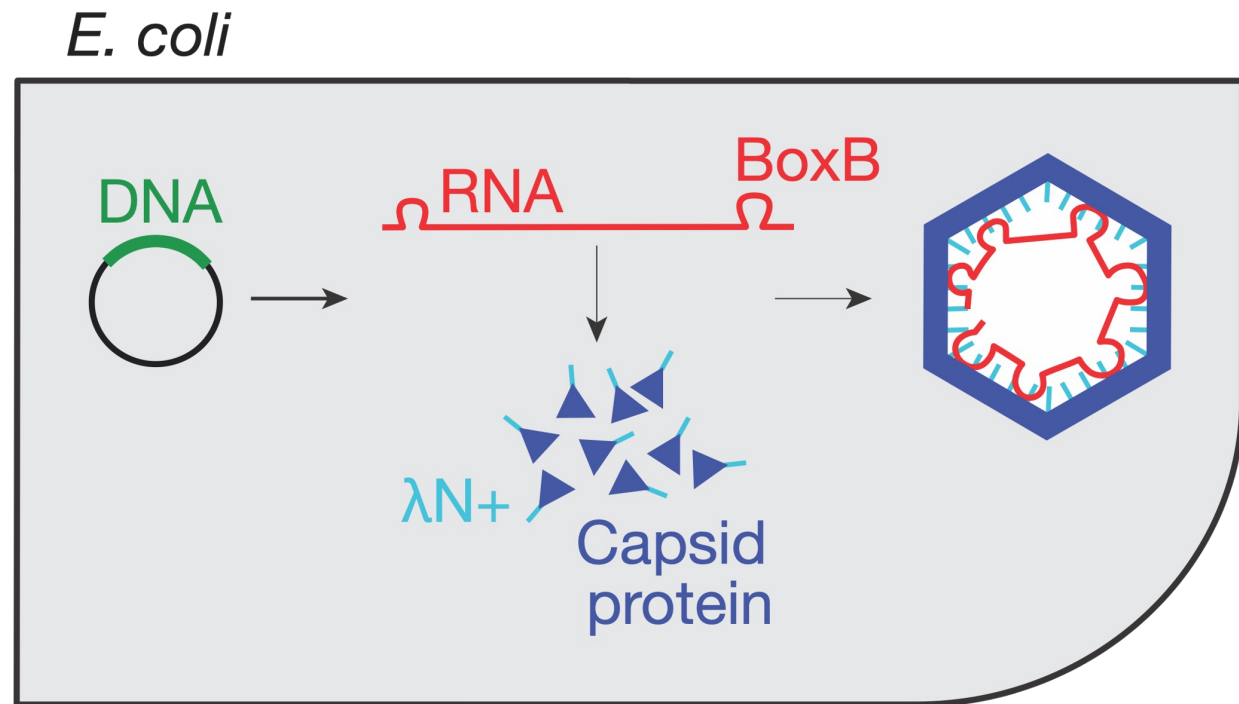 E. coli
DNA
RNA
BoxB
λN+
Capsid
protein